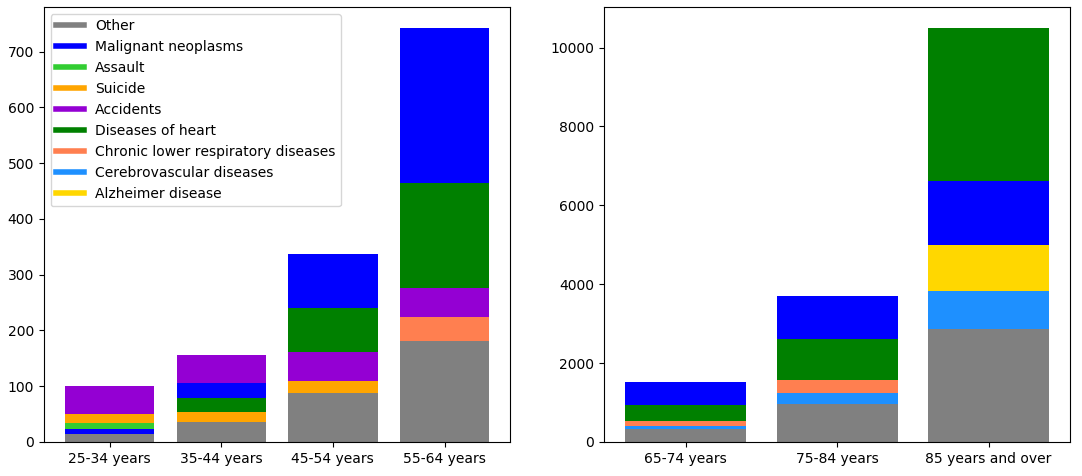 Other
Malignant neoplasms
Assault
Suicide
Accidents
Diseases of heart
Chronic lower respiratory diseases
Cerebrovascular diseases
Alzheimer disease
700
600
500
400
300
200
100
0
25-34 years
35-44 years
45-54 years
55-64 years
10000
8000
6000
4000
2000
0
65-74 years
75-84 years
85 years and over